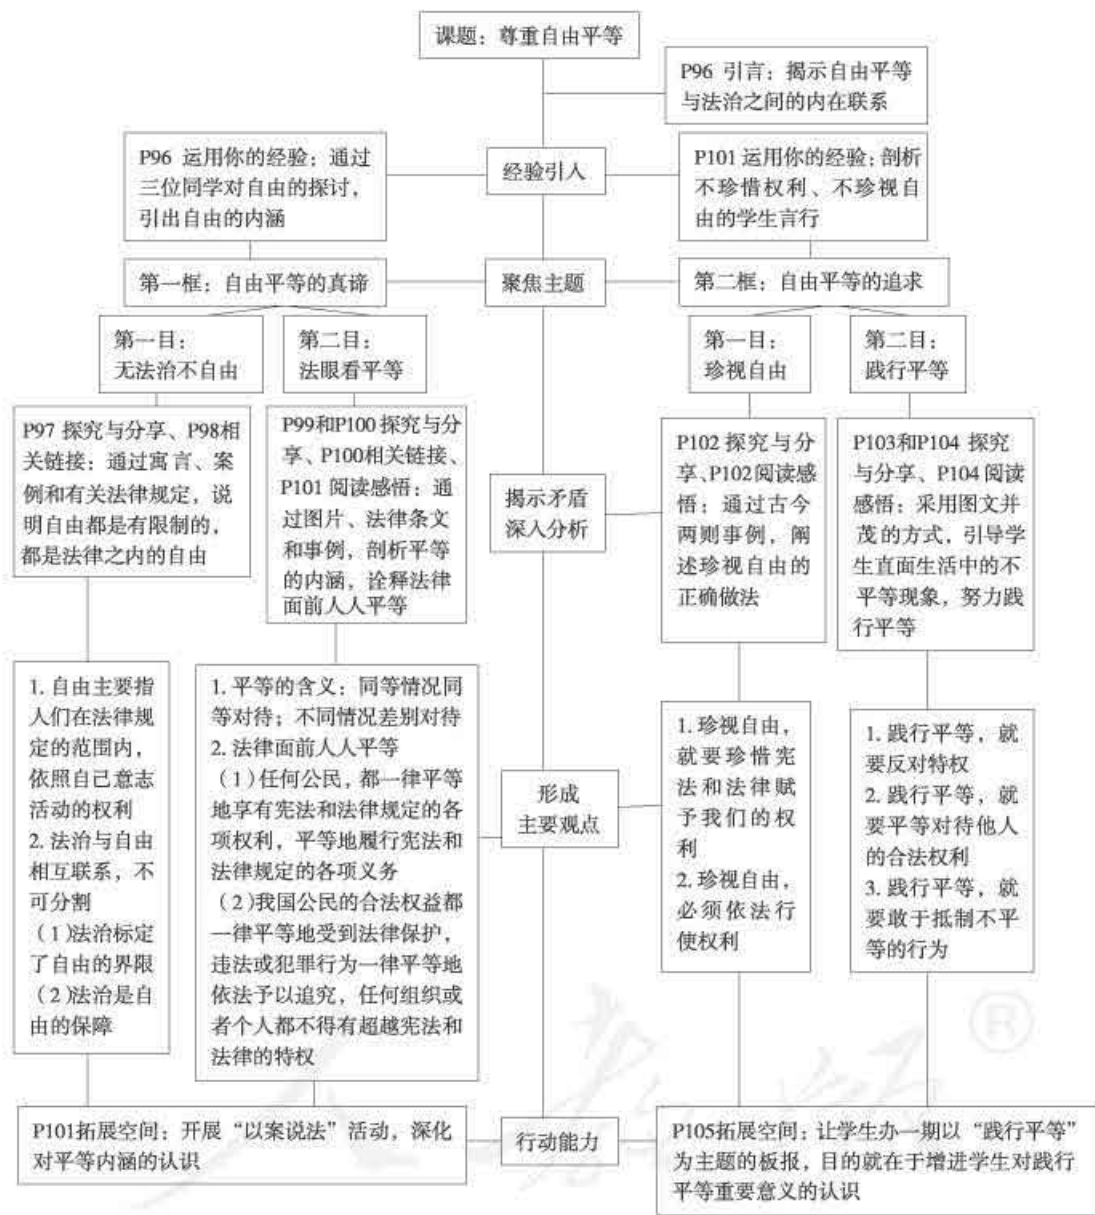 课题：尊重自由平等
P96 引言：揭示自由平等
与法治之间的内在联系
P96 运用你的经验：通过
三位同学对自由的探讨，
引出自由的内涵
经验引入
P101 运用你的经验：剖析
不珍惜权利、不珍视自
由的学生言行
第一框：自由平等的真谛
聚焦主题
第二框：自由平等的追求
第一目：
无法治不自由
第二目：
法眼看平等
第一目：
珍视自由
第二目：
践行平等
P97 探究与分享、P98相
关链接：通过寓言、案
例和有关法律规定，说
明自由都是有限制的，
都是法律之内的自由
P99和P100 探究与分
享、P100相关链接、
P101 阅读感悟：通
过图片、法律条文
和事例，剖析平等
的内涵，诠释法律
面前人人平等
揭示矛盾
深入分析
P102 探究与分
享、P102 阅读感
悟：通过古今
两则事例，阐
述珍视自由的
正确做法
P103和P104 探究
与分享、P104 阅读
感悟：采用图文并
茂的方式，引导学
生直面生活中的不
平等现象，努力践
行平等
1. 自由主要指
人们在法律规
定的范围内，
依照自己意志
活动的权利
2. 法治与自由
相互联系，不
可分割
（1）法治标定
了自由的界限
（2）法治是自
由的保障
1. 平等的含义：同等情况同
等对待；不同情况差别对待
2. 法律面前人人平等
（1）任何公民，都一律平等
地享有宪法和法律规定的各
项权利，平等地履行宪法和
法律规定的各项义务
（2）我国公民的合法权益都
一律平等地受到法律保护，
违法或犯罪行为一律平等地
依法予以追究，任何组织或
者个人都不得有超越宪法和
法律的特权
形成
主要观点
1. 珍视自由，
就要珍惜宪
法和法律赋
予我们的权
利
2. 珍视自由，
必须依法行
使权利
1. 践行平等，就
要反对特权
2. 践行平等，就
要平等对待他人
的合法权利
3. 践行平等，就
要敢于抵制不平
等的行为
P101拓展空间：开展“以案说法”活动，深化
对平等内涵的认识
行动能力
P105拓展空间：让学生办一期以“践行平等”
为主题的板报，目的就在于增进学生对践行
平等重要意义的认识
®